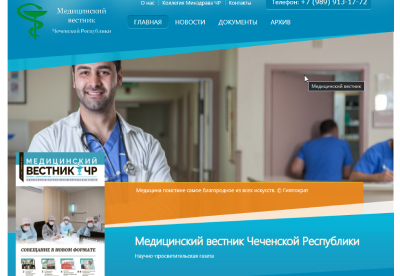 О нас
Коллегия Минздрава ЧР
Контакты
Телефон: +7 (989) 913-17-72
Медицинский
вестник
Чеченской Республики
ГЛАВНАЯ
НОВОСТИ
ДОКУМЕНТЫ
АРХИВ
Медицинский вестник
МЕДИЦИНСКИЙ
ВЕСТНИК ЧР
Медицина поистине самое благородное из всех искусств. © Гиппократ
СОВЕЩАНИЕ В НОВОМ ФОРМАТЕ
Медицинский вестник Чеченской Республики
Научно-просветительская газета